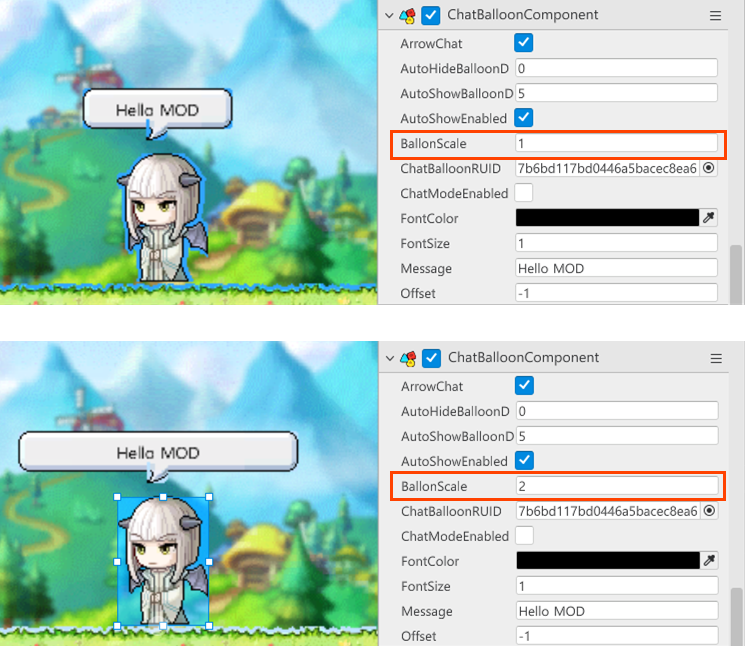 Hello MOD
ChatBalloonComponent
ArrowChat
AutoHideBalloonD 0
AutoShowBalloonD 5
AutoShowEnabled
BallonScale 1
ChatBalloonRUID 7b6bd117bd0446a5bacec8ea6
ChatModeEnabled
FontColor
FontSize 1
Message Hello MOD
Offset -1
Hello MOD
ChatBalloonComponent
ArrowChat
AutoHideBalloonD 0
AutoShowBalloonD 5
AutoShowEnabled
BallonScale 2
ChatBalloonRUID 7b6bd117bd0446a5bacec8ea6
ChatModeEnabled
FontColor
FontSize 1
Message Hello MOD
Offset -1